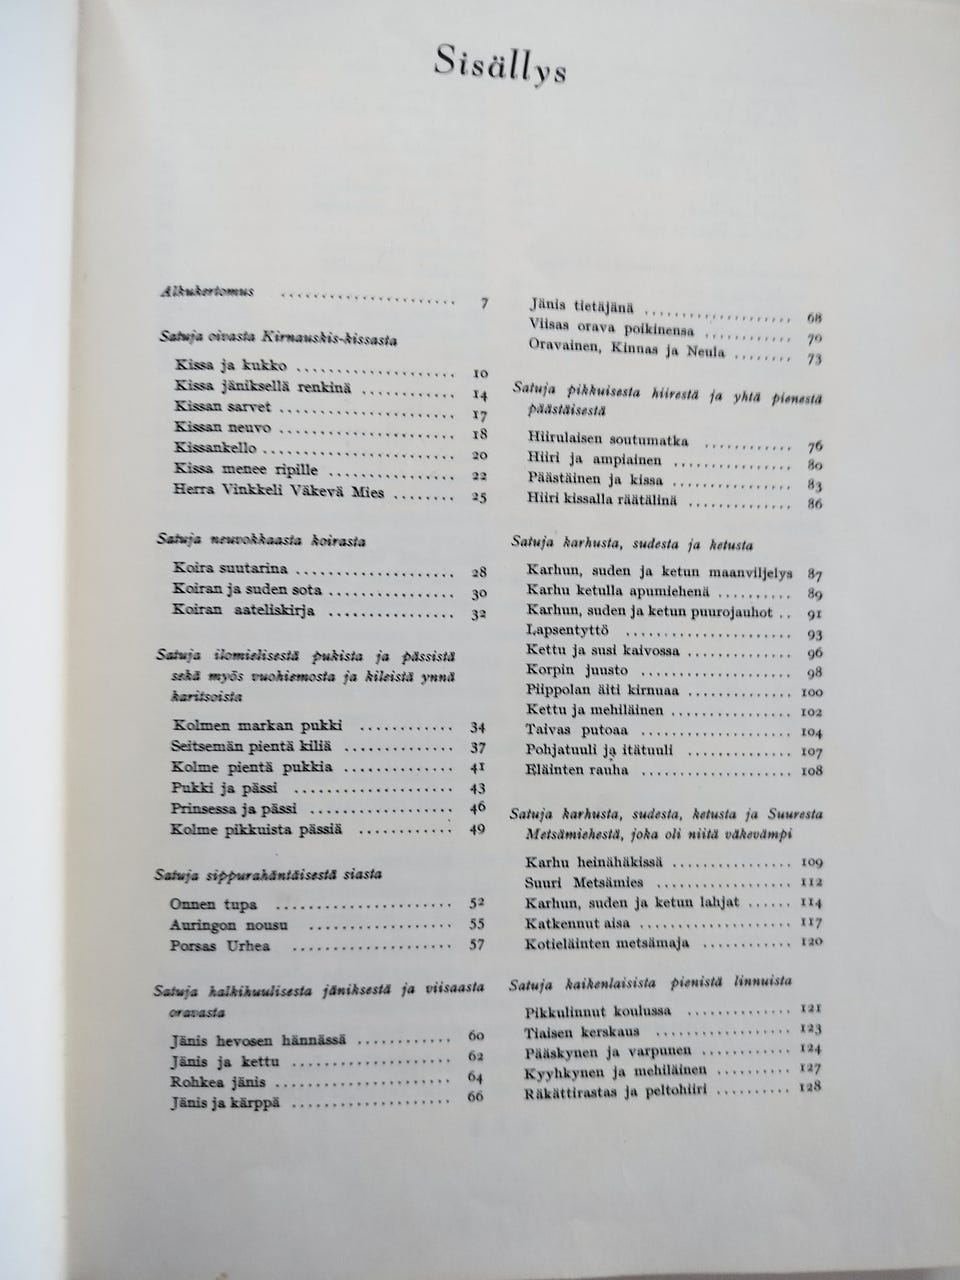 Sisällys
Alkukertomus ...................... 7
Satuja oivasta Kirnauskis-kissasta
Kissa ja kukko .................... 10
Kissa jäniksellä renkinä ............ 14
Kissan sarvet ...................... 17
Kissan neuvo ...................... 18
Kissankello ........................ 20
Kissa menee ripille ................ 22
Herra Vinkkeli Väkevä Mies ........ 25
Satuja neuvokkaasta koirasta
Koira suutarina .................... 28
Koiran ja suden sota ................ 30
Koiran aateliskirja ................ 32
Satuja ilomielisestä pukista ja pässistä
sekä myös vuohiemosta ja kileistä ynnä
karitsoista
Kolmen markan pukki ............ 34
Seitsemän pientä kiliä .............. 37
Kolme pientä pukkia .............. 41
Pukki ja pässi .................... 43
Prinsessa ja pässi .................. 46
Kolme pikkuista pässiä ............ 49
Satuja sippurahäntäisestä siasta
Onnen tupa ...................... 52
Auringon nousu .................. 55
Porsas Urhea .................... 57
Satuja halkihuulisesta jäniksestä ja viisaasta
oravasta
Jänis hevosen hännässä ............ 60
Jänis ja kettu .................... 62
Rohkea jänis ...................... 64
Jänis ja kärppä .................... 66
Jänis tietäjänä .................... 68
Viisas orava poikinensa ............ 70
Oravainen, Kinnas ja Neula ........ 73
Satuja pikkuisesta hiirestä ja yhtä pienestä
päästäisestä
Hiirulaisen soutumatka ............ 76
Hiiri ja ampiainen ................ 80
Päästäinen ja kissa ................ 83
Hiiri kissalla räätälinä .............. 86
Satuja karhusta, sudesta ja ketusta
Karhun, suden ja ketun maanviljelys 87
Karhu ketulla apumiehenä .......... 89
Karhun, suden ja ketun puurojauhot .. 91
Lapsentyttö ...................... 93
Kettu ja susi kaivossa .............. 96
Korpin juusto .................... 98
Piippolan äiti kirnuaa .............. 100
Kettu ja mehiläinen ................ 102
Taivas putoaa .................... 104
Pohjatuuli ja itätuuli .............. 107
Eläinten rauha .................... 108
Satuja karhusta, sudesta, ketusta ja Suuresta
Metsämiehestä, joka oli niitä väkevämpi
Karhu heinähäkissä ................ 109
Suuri Metsämies .................. 112
Karhun, suden ja ketun lahjat ...... 114
Katkennut aisa .................... 117
Kotieläinten metsämaja ............ 120
Satuja kaikenlaisista pienistä linnuista
Pikkulinnut koulussa .............. 121
Tiaisen kerskaus .................. 123
Pääskynen ja varpunen ............ 124
Kyyhkynen ja mehiläinen .......... 127
Räkättirastas ja peltohiiri .......... 128